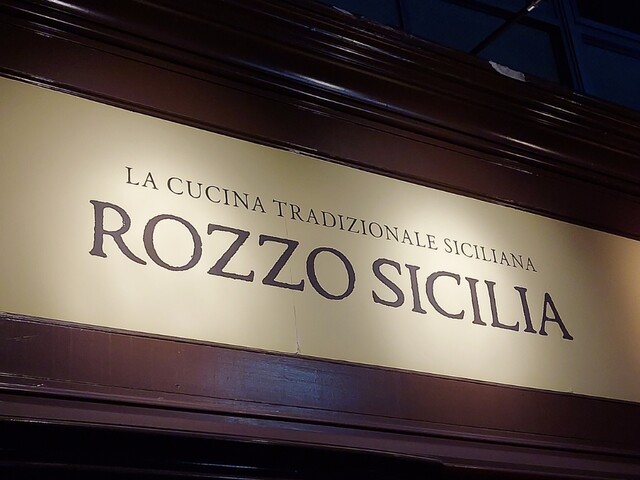 LA CUCINA TRADIZIONALE SICILIANA
ROZZO SICILIA